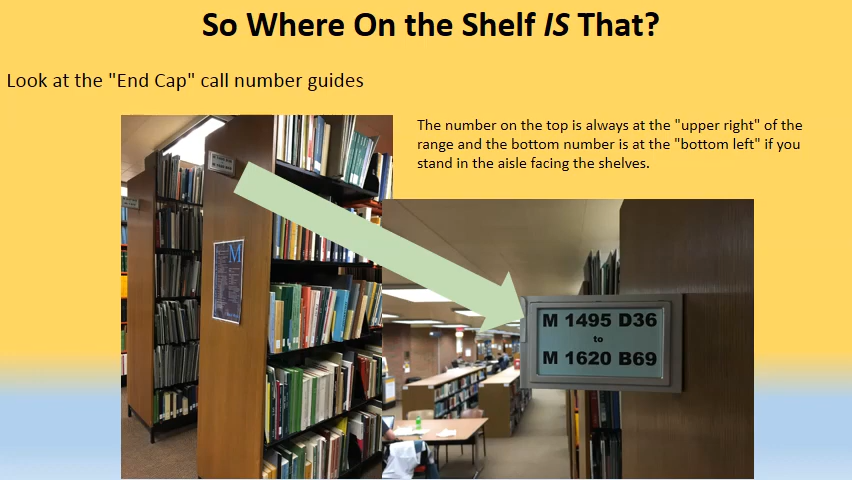 So Where On the Shelf IS That?
Look at the "End Cap" call number guides
The number on the top is always at the "upper right" of the
range and the bottom number is at the "bottom left" if you
stand in the aisle facing the shelves.
M
M 1495 D36
to
M 1620 B69